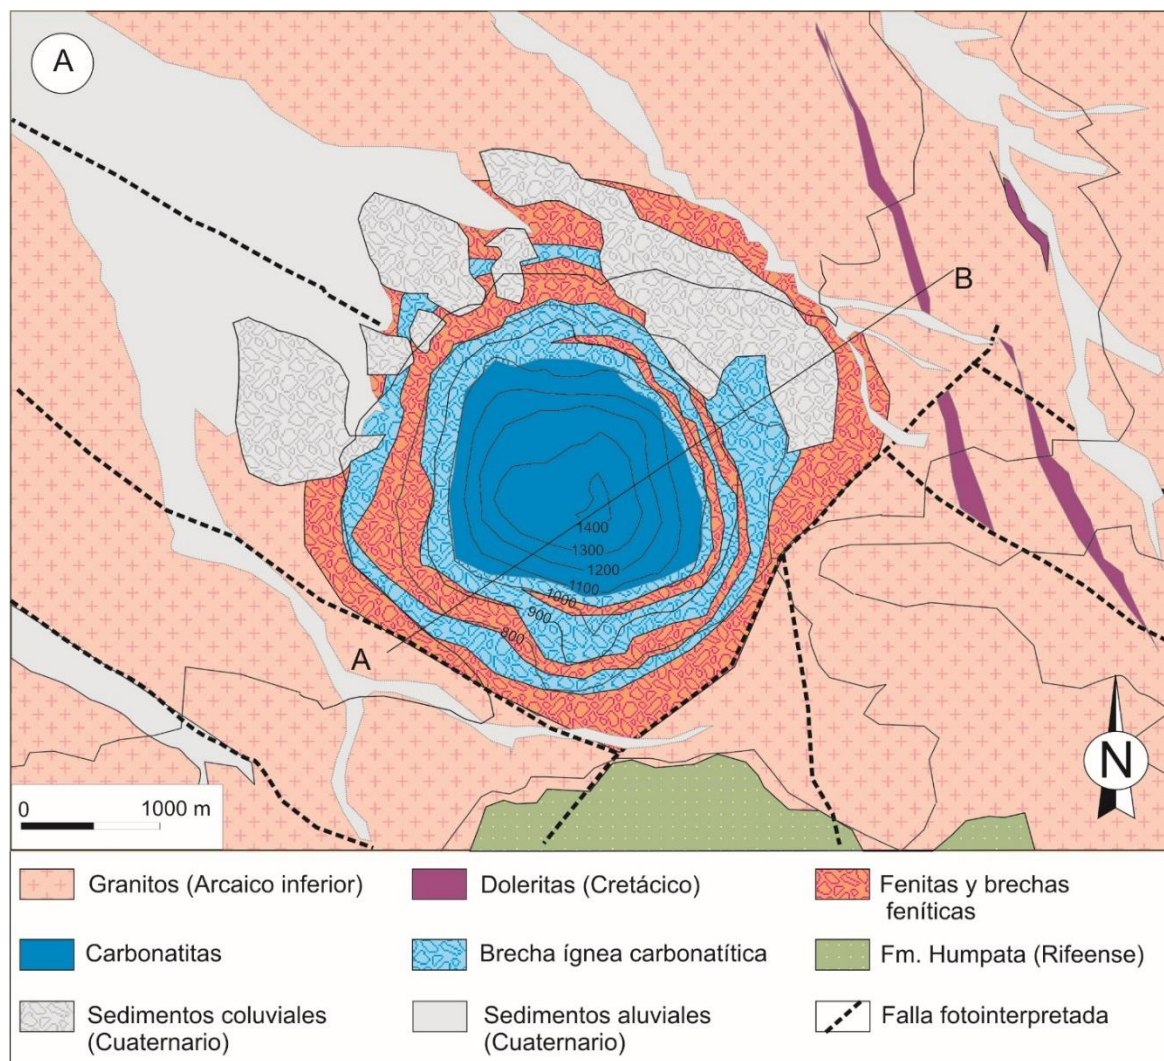 A
B
1400
1300
1200
1100
1000
900
800
A
N
0 1000 m
Granitos (Arcaico inferior)
Doleritas (Cretácico)
Fenitas y brechas
feníticas
Carbonatitas
Brecha ígnea carbonatítica
Fm. Humpata (Rifeense)
Sedimentos coluviales
(Cuaternario)
Sedimentos aluviales
(Cuaternario)
Falla fotointerpretada